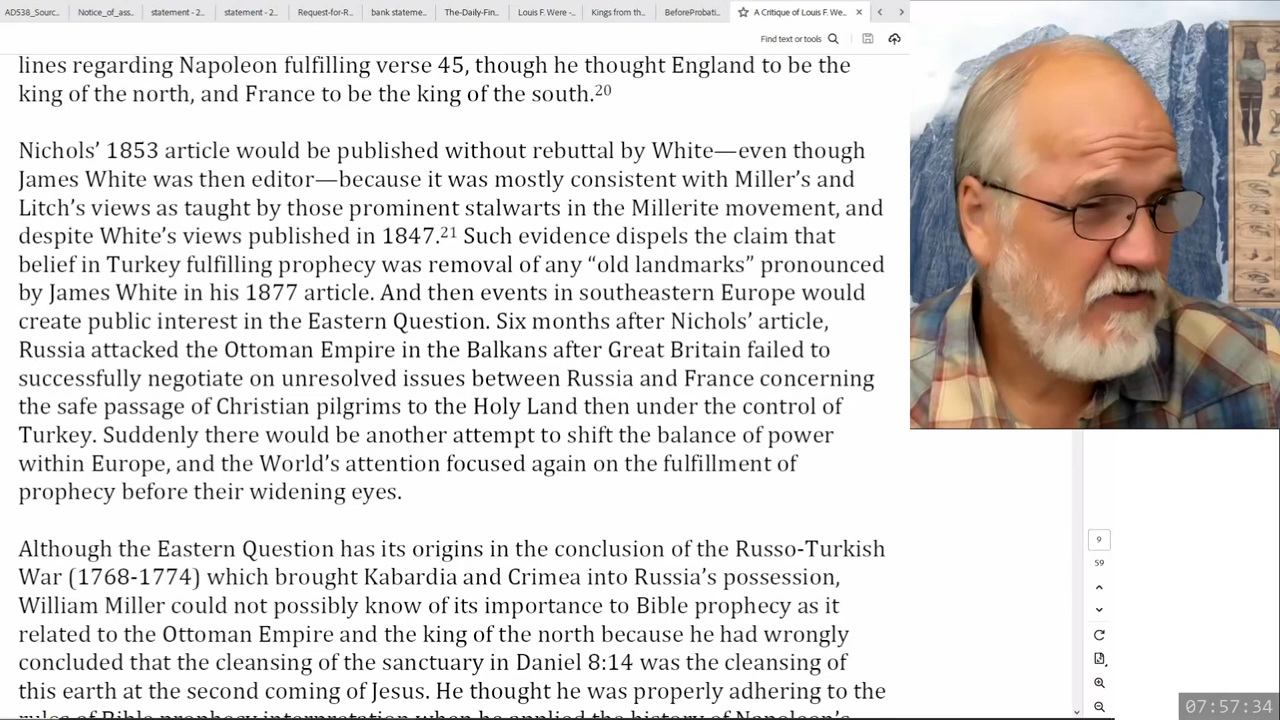 AD538_Sourc...
Notice_of_ass...
statement - 2...
statement - 2...
Request-for-R...
bank stateme...
The-Daily-Fin...
Louis F. Were -...
Kings from th...
BeforeProbati...
A Critique of Louis F. We...
Find text or tools
lines regarding Napoleon fulfilling verse 45, though he thought England to be the
king of the north, and France to be the king of the south.20
Nichols’ 1853 article would be published without rebuttal by White—even though
James White was then editor—because it was mostly consistent with Miller’s and
Litch’s views as taught by those prominent stalwarts in the Millerite movement, and
despite White’s views published in 1847.21 Such evidence dispels the claim that
belief in Turkey fulfilling prophecy was removal of any “old landmarks” pronounced
by James White in his 1877 article. And then events in southeastern Europe would
create public interest in the Eastern Question. Six months after Nichols’ article,
Russia attacked the Ottoman Empire in the Balkans after Great Britain failed to
successfully negotiate on unresolved issues between Russia and France concerning
the safe passage of Christian pilgrims to the Holy Land then under the control of
Turkey. Suddenly there would be another attempt to shift the balance of power
within Europe, and the World’s attention focused again on the fulfillment of
prophecy before their widening eyes.
Although the Eastern Question has its origins in the conclusion of the Russo-Turkish
War (1768-1774) which brought Kabardia and Crimea into Russia’s possession,
William Miller could not possibly know of its importance to Bible prophecy as it
related to the Ottoman Empire and the king of the north because he had wrongly
concluded that the cleansing of the sanctuary in Daniel 8:14 was the cleansing of
this earth at the second coming of Jesus. He thought he was properly adhering to the
rules of Bible prophecy interpretation when he applied the history of Napoleon’s
9
59
07:57:34